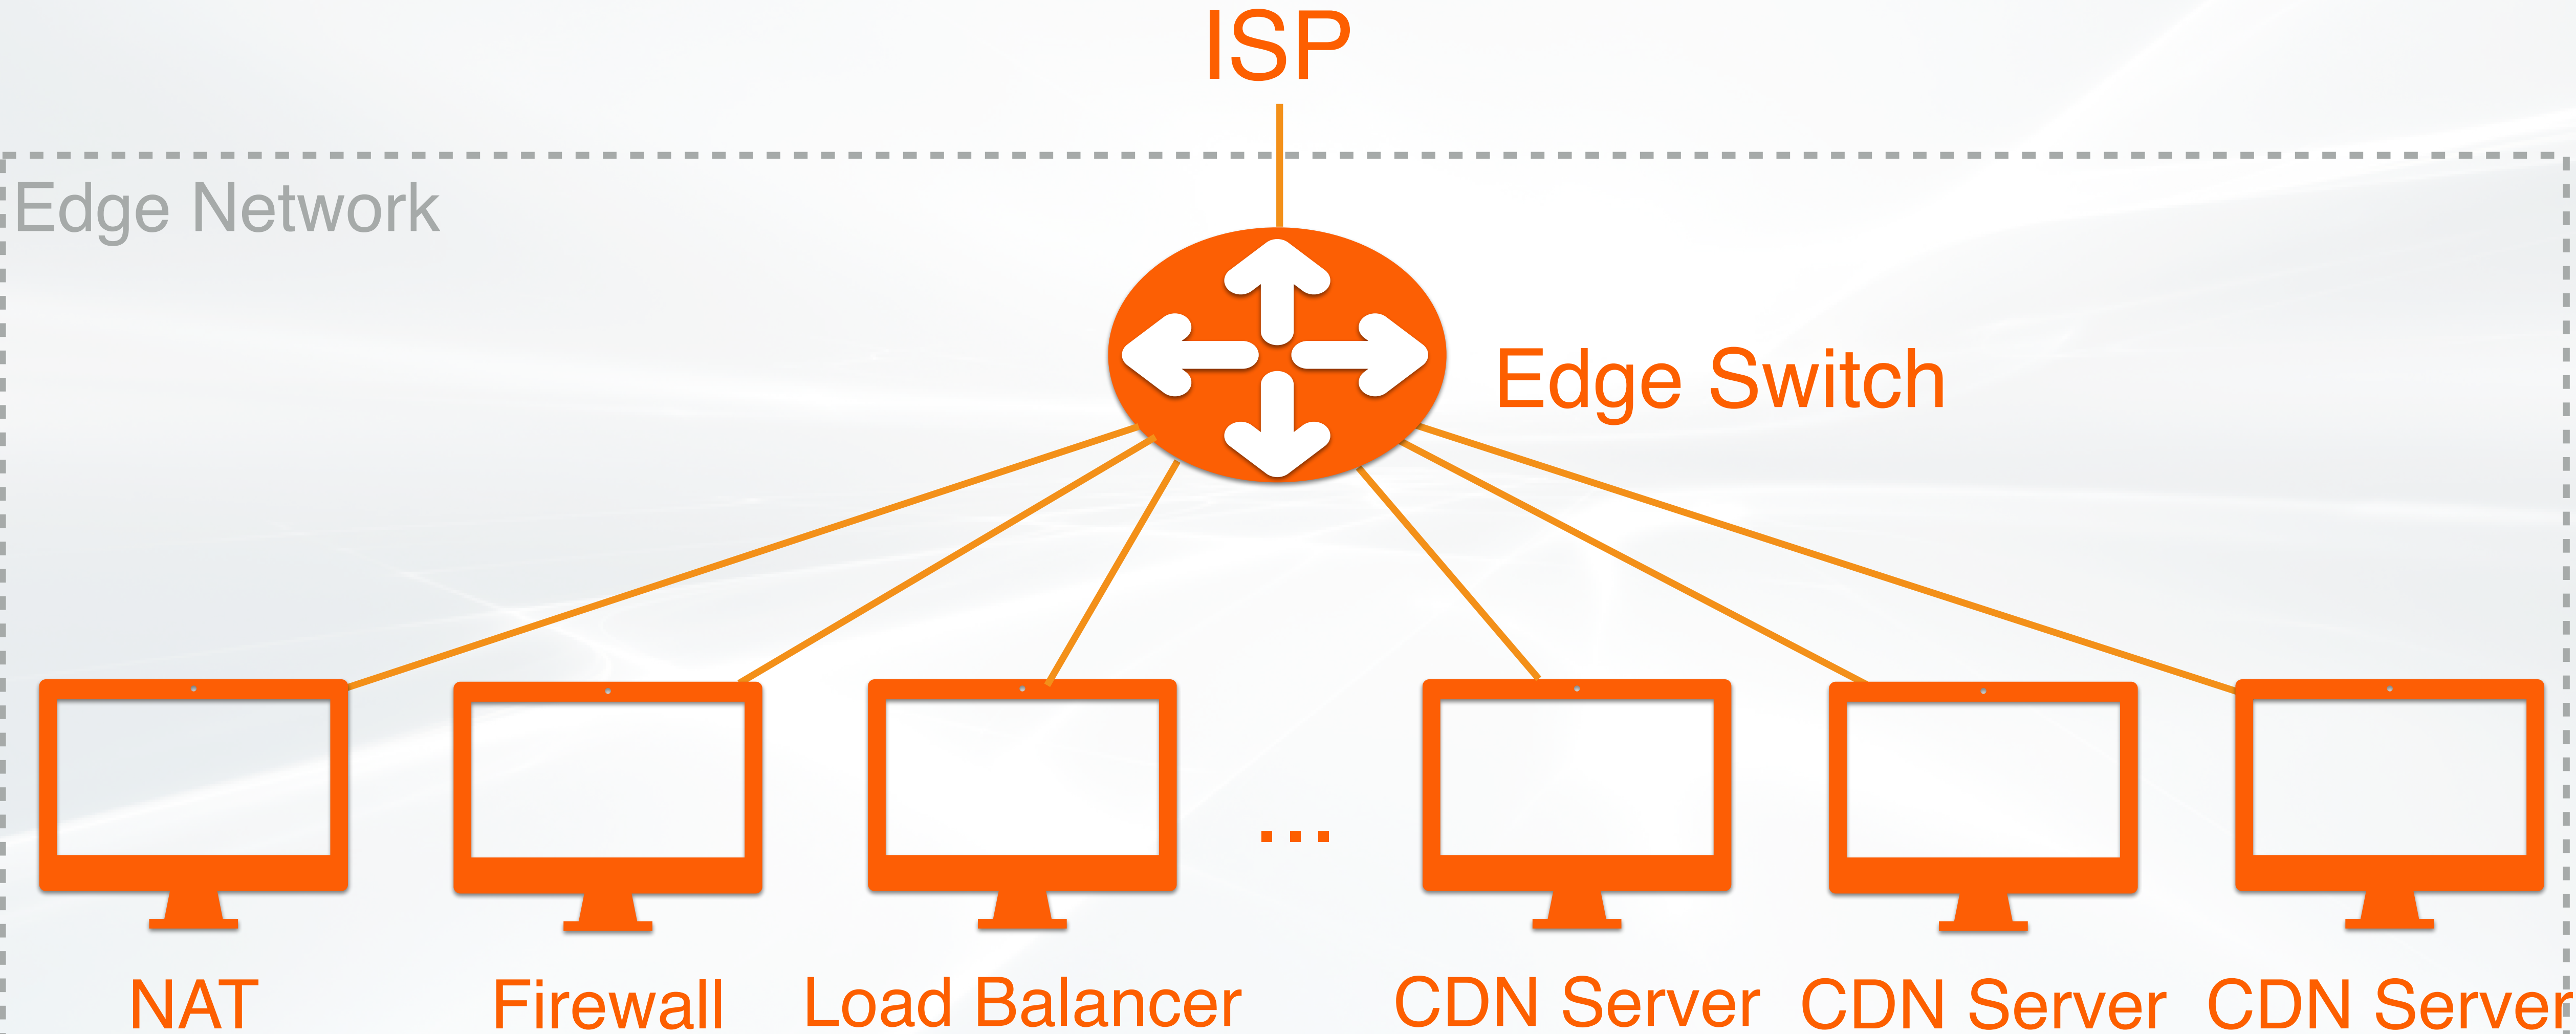 ISP
Edge Network
Edge Switch
...
NAT
Firewall
Load Balancer
CDN Server
CDN Server
CDN Server